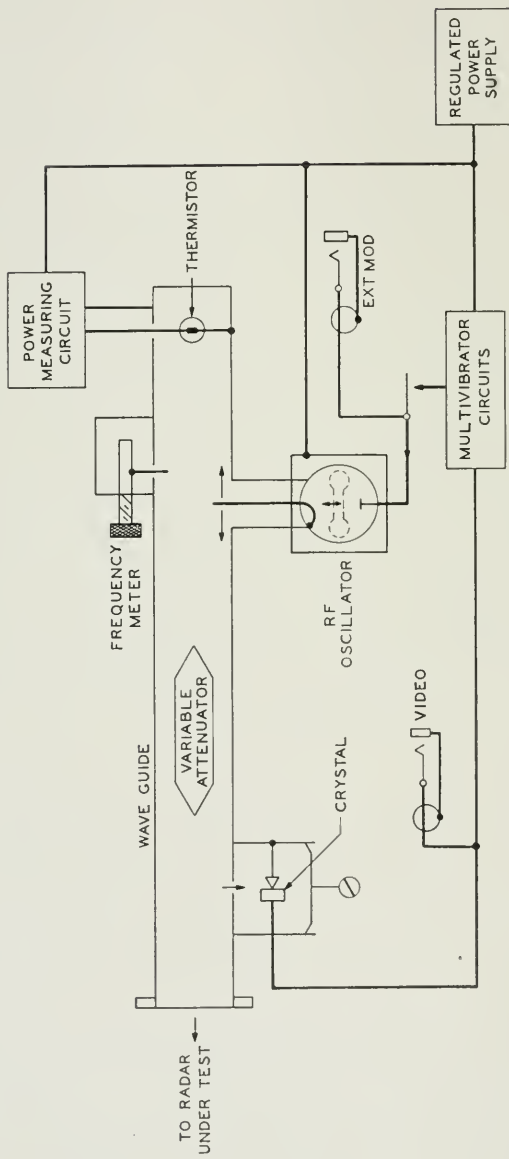 POWER
MEASURING
CIRCUIT
THERMISTOR
FREQUENCY
METER
WAVE GUIDE
VARIABLE
ATTENUATOR
TO RADAR
UNDER TEST
CRYSTAL
RF
OSCILLATOR
EXT MOD
VIDEO
MULTIVIBRATOR
CIRCUITS
REGULATED
POWER
SUPPLY